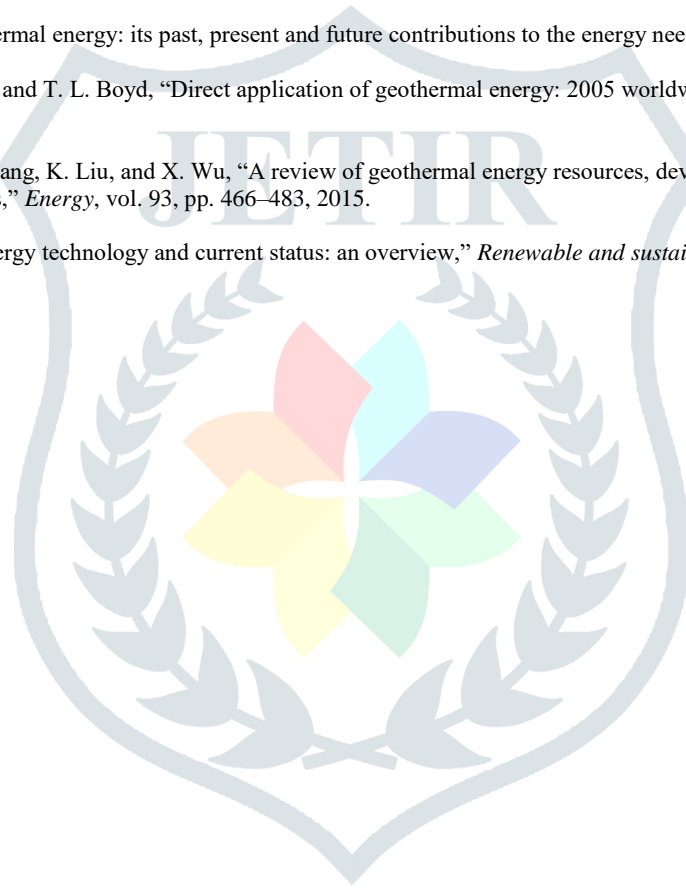 ermal energy: its past, present and future contributions to the energy nee
and T. L. Boyd, “Direct application of geothermal energy: 2005 worldw
ang, K. Liu, and X. Wu, “A review of geothermal energy resources, dev
,” Energy, vol. 93, pp. 466–483, 2015.
ergy technology and current status: an overview,” Renewable and sustai
JETIR